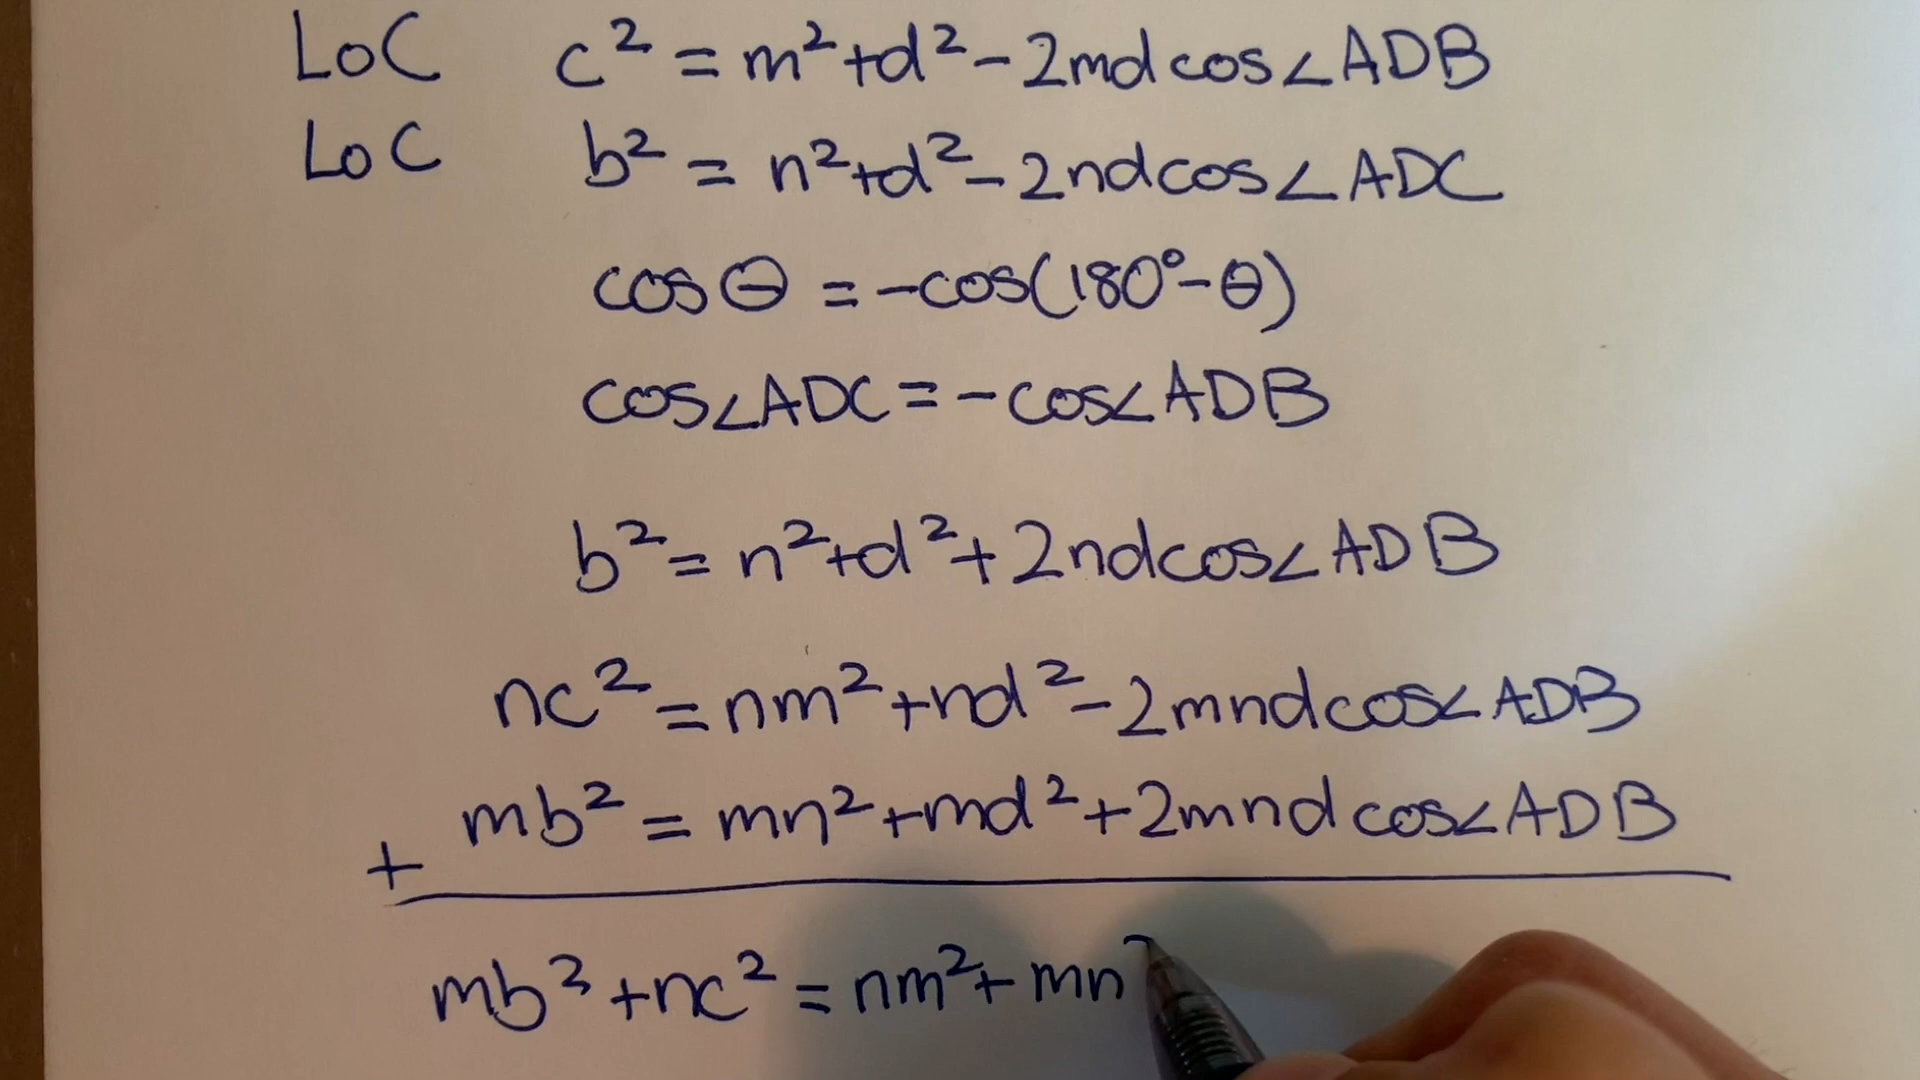 LoC c² = m²+d²-2md cos∠ADB
LoC b² = n²+d²-2nd cos∠ADC
cosθ = -cos(180°-θ)
cos∠ADC = -cos∠ADB
b² = n²+d²+2nd cos∠ADB
nc² = nm²+nd²-2mnd cos∠ADB
mb² = mn²+md²+2mnd cos∠ADB
+
mb²+nc² = nm²+mn